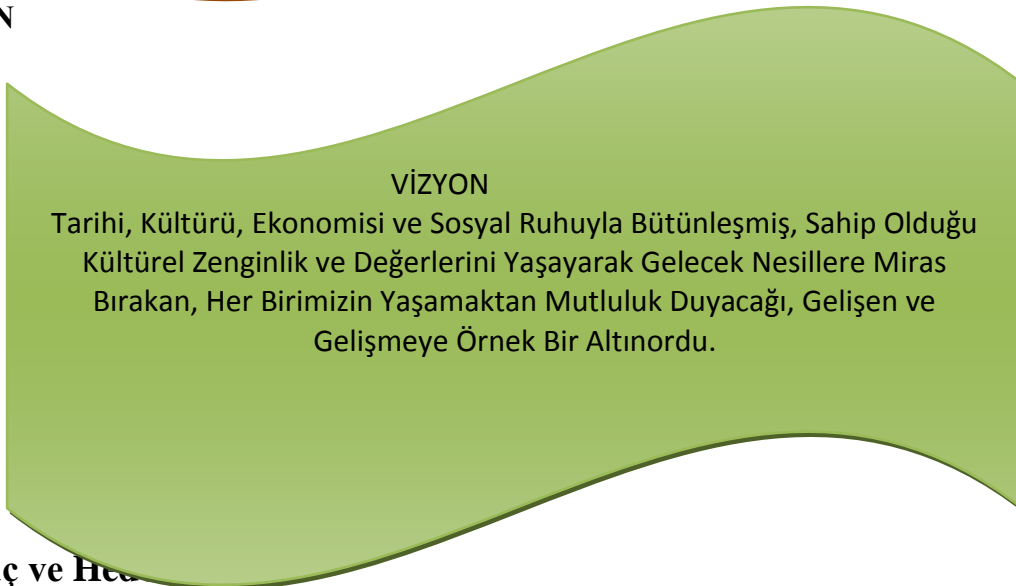 N
VİZYON
Tarihi, Kültürü, Ekonomisi ve Sosyal Ruhuyla Bütünleşmiş, Sahip Olduğu
Kültürel Zenginlik ve Değerlerini Yaşayarak Gelecek Nesillere Miras
Bırakan, Her Birimizin Yaşamaktan Mutluluk Duyacağı, Gelişen ve
Gelişmeye Örnek Bir Altınordu.
ve